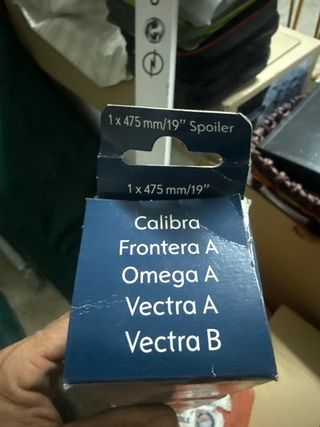 1 x 475 mm/19" Spoiler
1 x 475 mm/19"
Calibra
Frontera A
Omega A
Vectra A
Vectra B